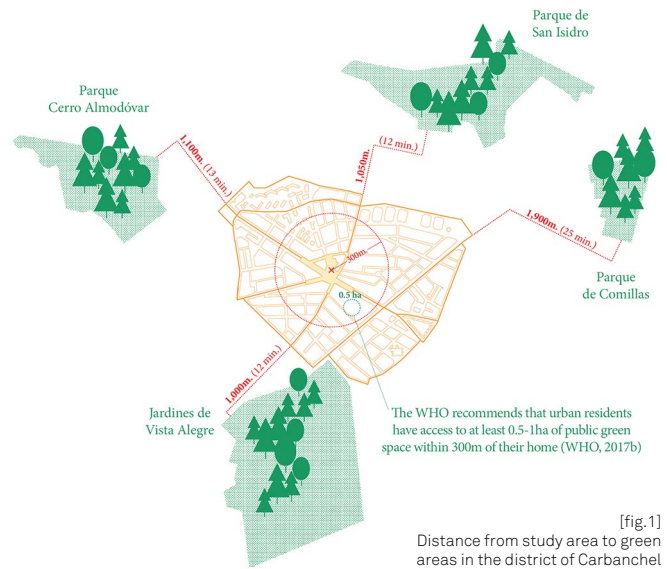 Parque de
San Isidro
Parque
Cerro Almodóvar
1,100m. (13 min.)
(12 min.)
1,050m.
1,900m. (25 min.)
300m.
Parque
de Comillas
0.5 ha
1,000m. (12 min.)
Jardines de
Vista Alegre
The WHO recommends that urban residents
have access to at least 0.5-1ha of public green
space within 300m of their home (WHO, 2017b)
[fig.1]
Distance from study area to green
areas in the district of Carbanchel